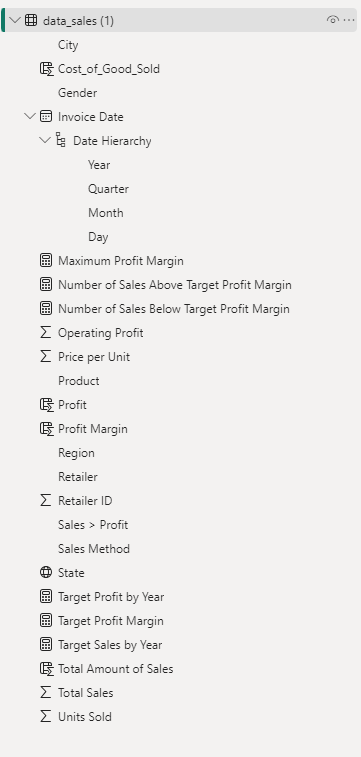 data_sales (1)
City
Cost_of_Good_Sold
Gender
Invoice Date
Date Hierarchy
Year
Quarter
Month
Day
Maximum Profit Margin
Number of Sales Above Target Profit Margin
Number of Sales Below Target Profit Margin
Operating Profit
Price per Unit
Product
Profit
Profit Margin
Region
Retailer
Retailer ID
Sales > Profit
Sales Method
State
Target Profit by Year
Target Profit Margin
Target Sales by Year
Total Amount of Sales
Total Sales
Units Sold